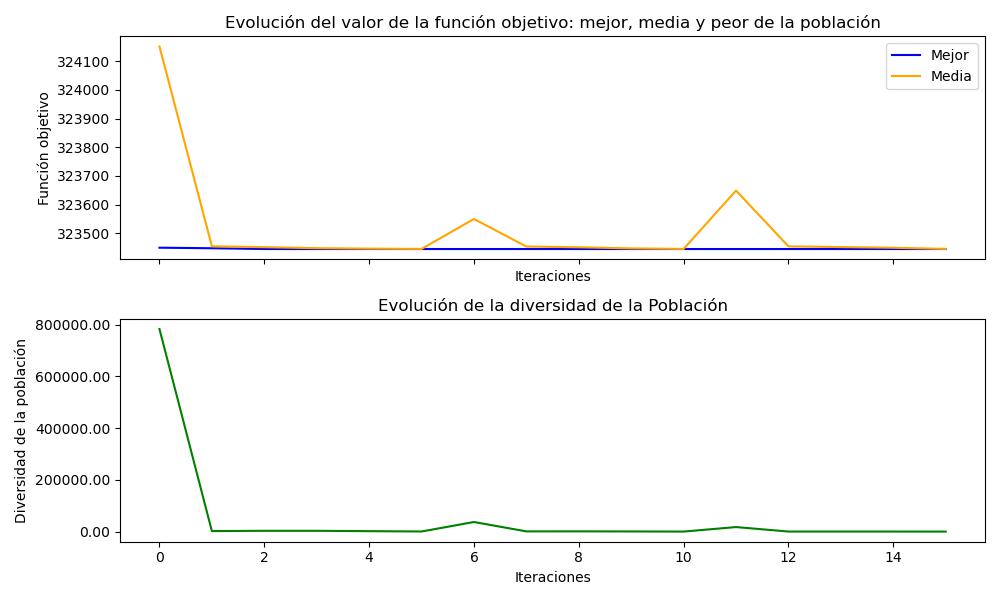 Evolución del valor de la función objetivo: mejor, media y peor de la población
Función objetivo
324100
324000
323900
323800
323700
323600
323500
Mejor
Media
Iteraciones
Evolución de la diversidad de la Población
Diversidad de la población
800000.00
600000.00
400000.00
200000.00
0.00
0 2 4 6 8 10 12 14
Iteraciones